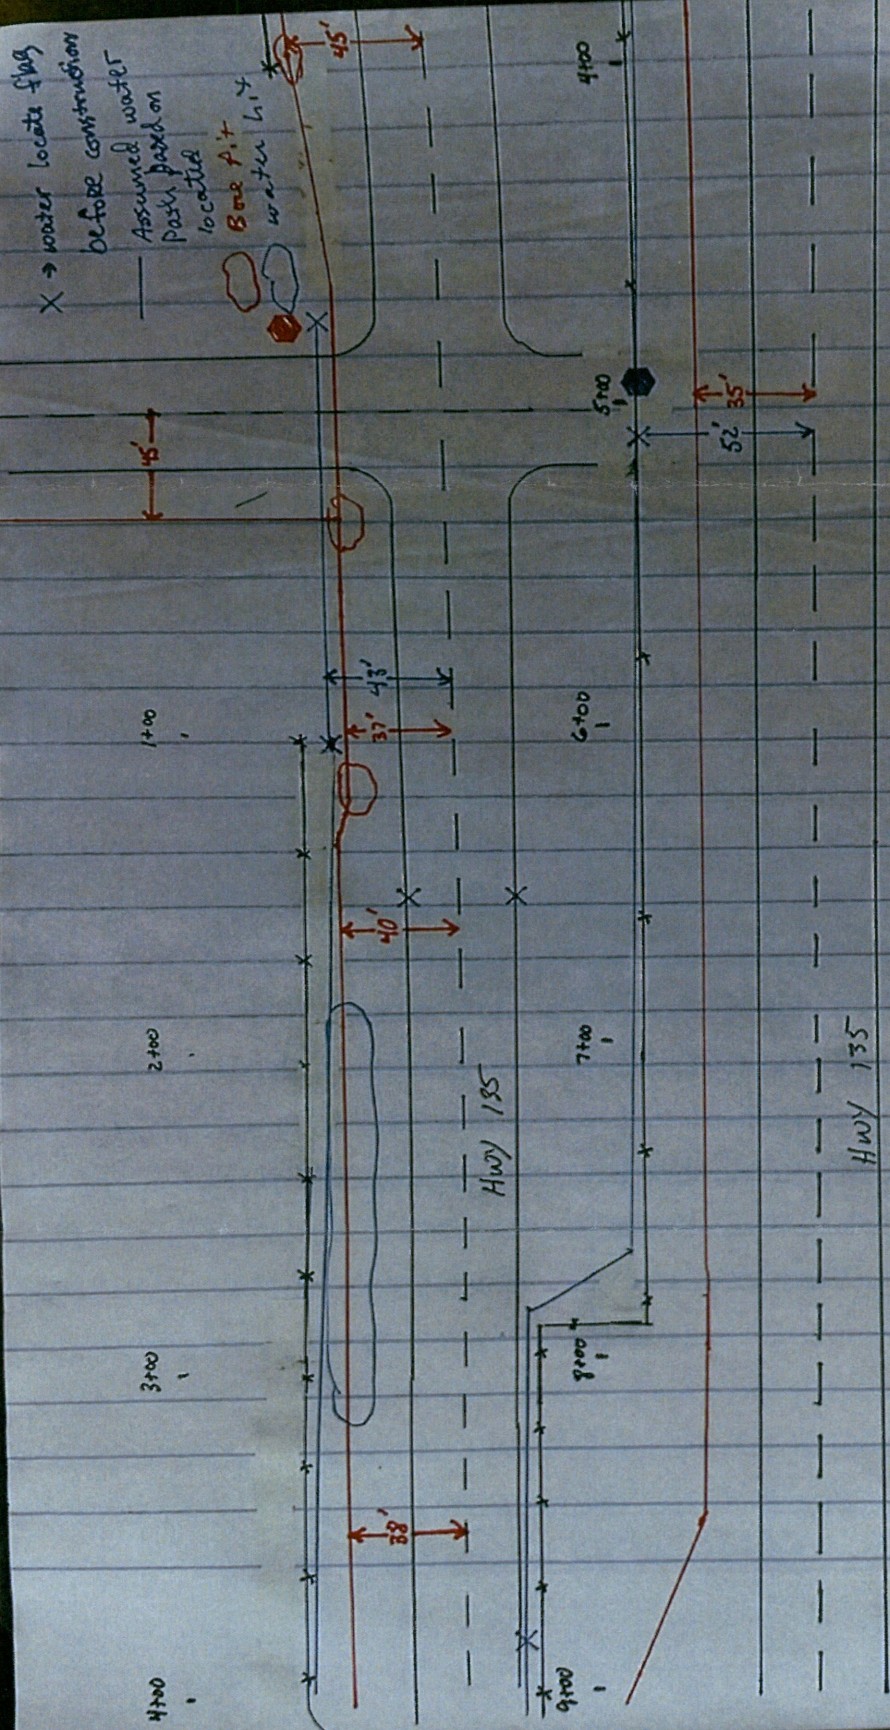 X → water locate flag
before construction
— Assumed water
path based on
located
Bore Pit
water hit
45'
4+00
5+00
35'
52'
45'
43'
37'
1+00
6+00
40'
2+00
7+00
Hwy 135
Hwy 135
3+00
8+00
38'
4+00
9+00